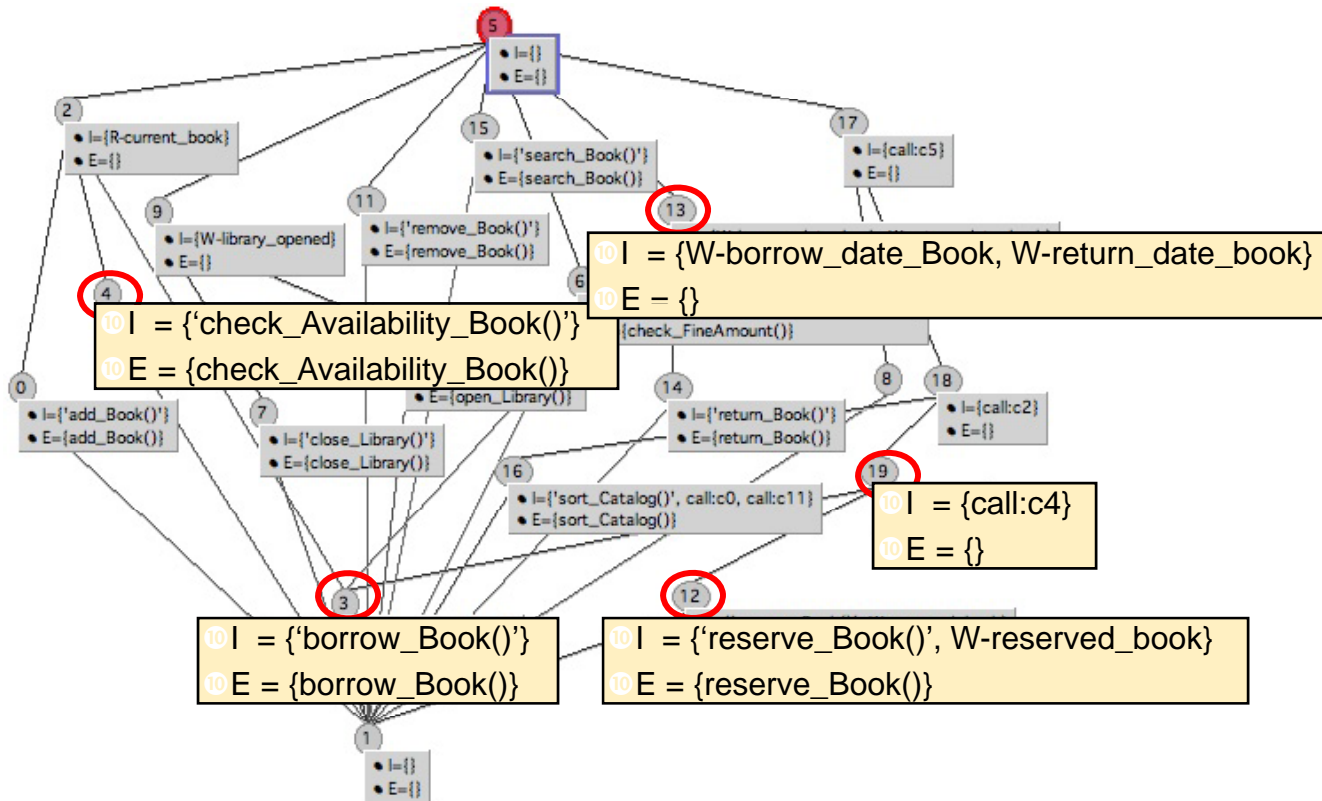 5
I={}
E={}
2
I={R-current_book}
E={}
15
I={'search_Book()'}
E={search_Book()}
17
I={call:c5}
E={}
9
I={W-library_opened}
E={}
11
I={'remove_Book()'}
E={remove_Book()}
13
I = {W-borrow_date_Book, W-return_date_book}
E = {}
6
{check_FineAmount()}
4
I = {‘check_Availability_Book()’}
E = {check_Availability_Book()}
0
I={'add_Book()'}
E={add_Book()}
7
I={'close_Library()'}
E={close_Library()}
E={open_Library()}
14
I={'return_Book()'}
E={return_Book()}
8
18
I={call:c2}
E={}
16
I={'sort_Catalog()', call:c0, call:c11}
E={sort_Catalog()}
19
I = {call:c4}
E = {}
3
I = {‘borrow_Book()’}
E = {borrow_Book()}
12
I = {‘reserve_Book()’, W-reserved_book}
E = {reserve_Book()}
1
I={}
E={}